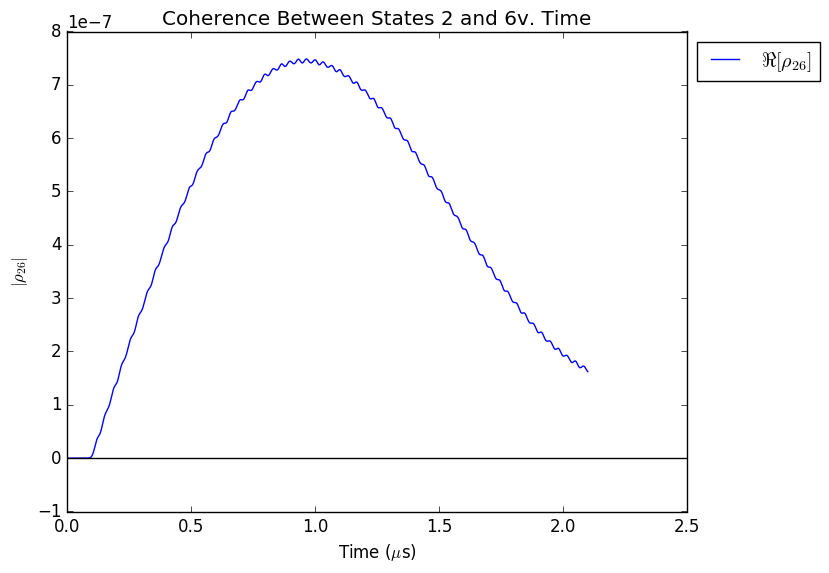 Coherence Between States 2 and 6v. Time
1e−7
ℜ[ρ₂₆]
8
7
6
5
4
3
2
1
0
−1
|ρ₂₆|
0.0 0.5 1.0 1.5 2.0 2.5
Time (μs)